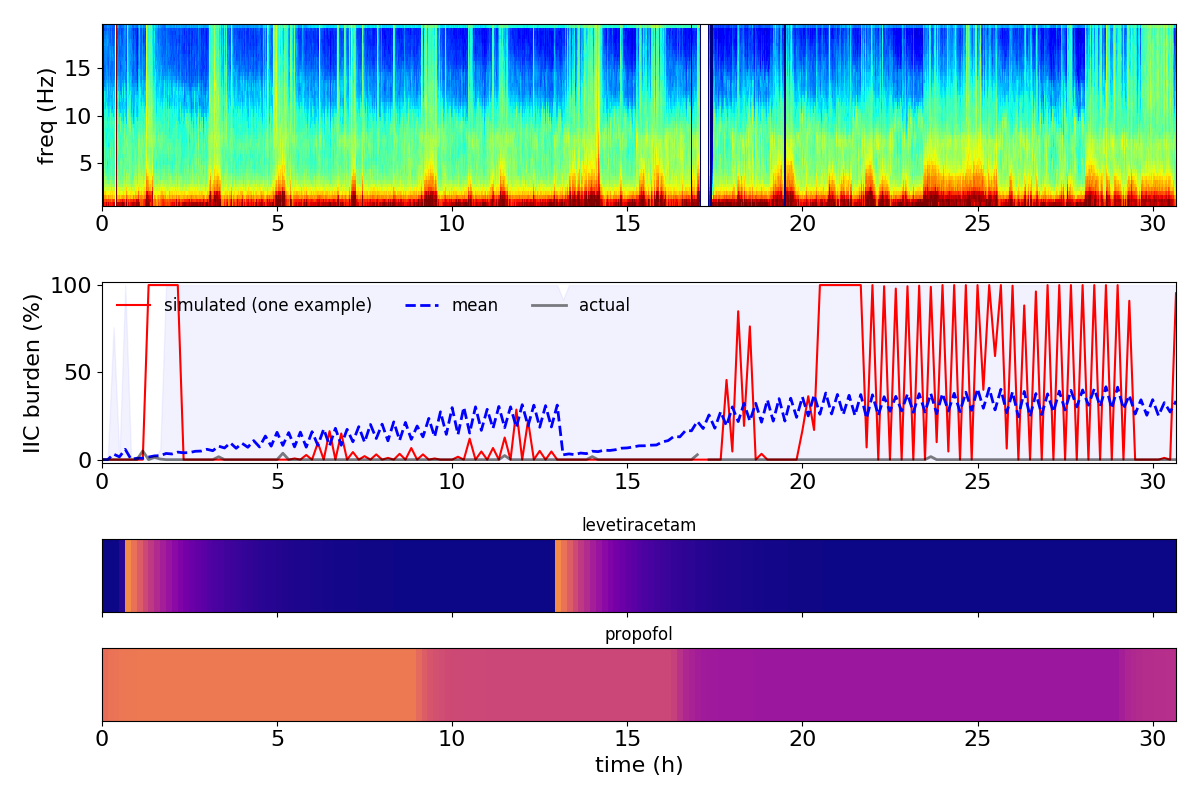 freq (Hz)
15
10
5
0 5 10 15 20 25 30
IIC burden (%)
100
50
0
simulated (one example) mean actual
0 5 10 15 20 25 30
levetiracetam
propofol
0 5 10 15 20 25 30
time (h)